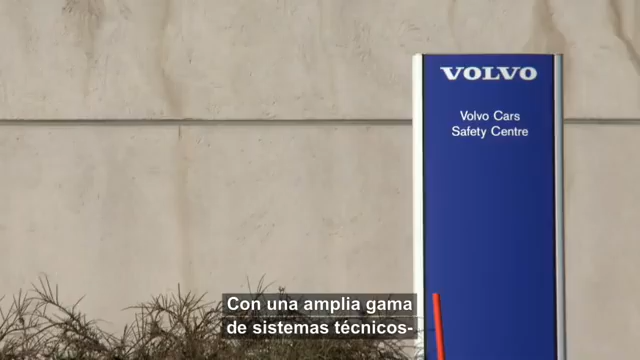 VOLVO
Volvo Cars
Safety Centre
Con una amplia gama
de sistemas técnicos-